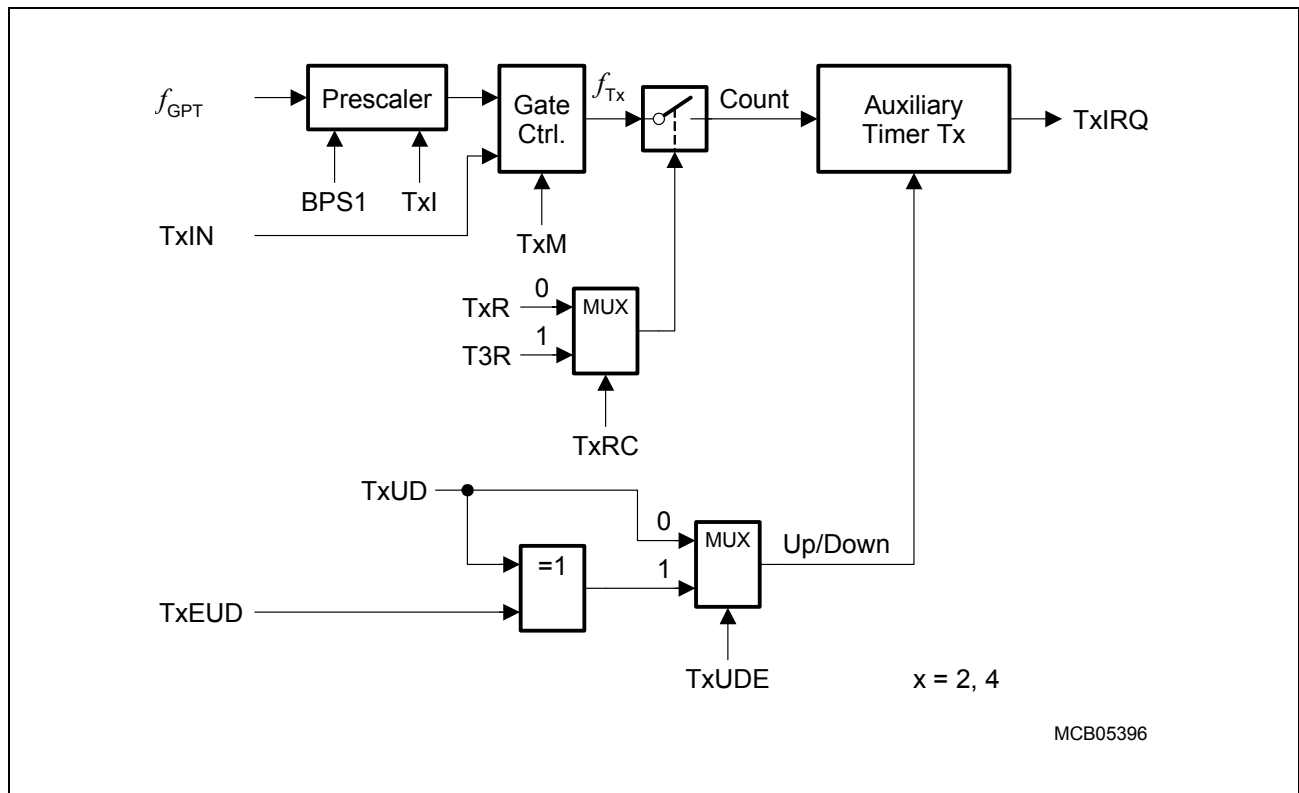 fGPT
Prescaler
Gate
Ctrl.
fTx
Count
Auxiliary
Timer Tx
TxIRQ
BPS1
TxI
TxIN
TxM
TxR
0
MUX
T3R
1
TxRC
TxUD
0
MUX
Up/Down
=1
1
TxEUD
TxUDE
x = 2, 4
MCB05396